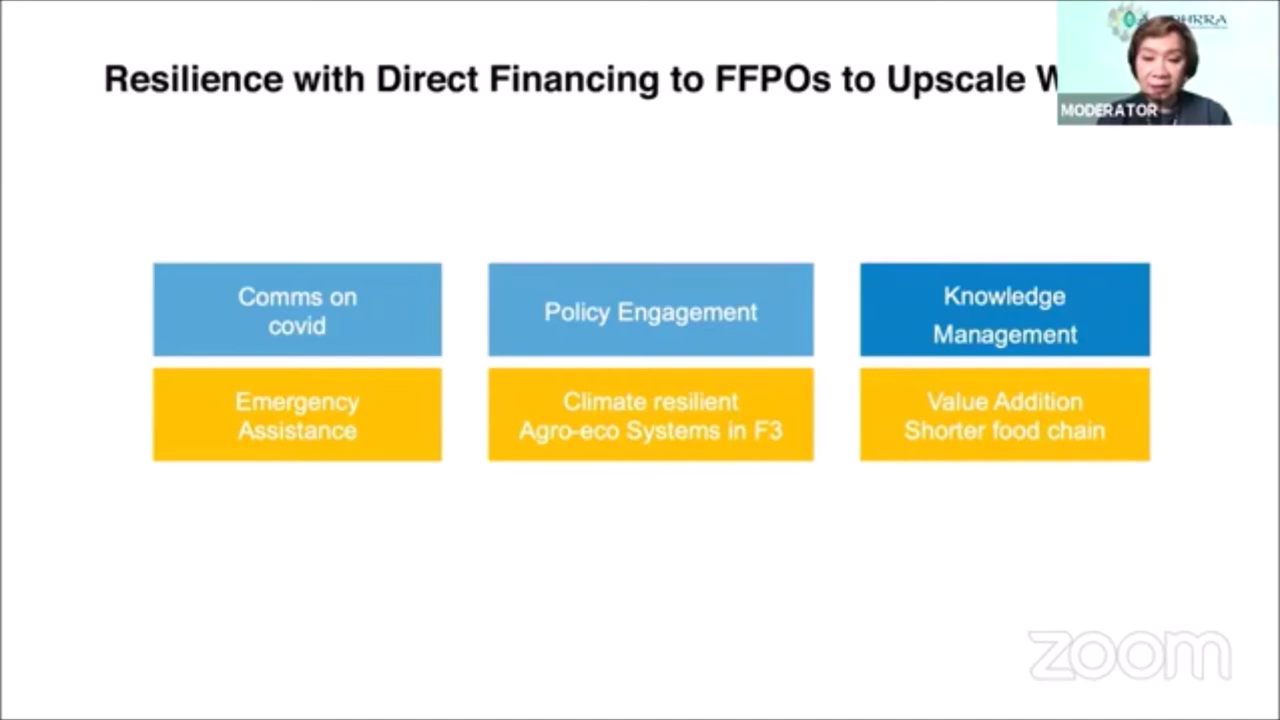 Resilience with Direct Financing to FFPOs to Upscale
MODERATOR
Comms on
covid
Policy Engagement
Knowledge
Management
Emergency
Assistance
Climate resilient
Agro-eco Systems in F3
Value Addition
Shorter food chain
zoom